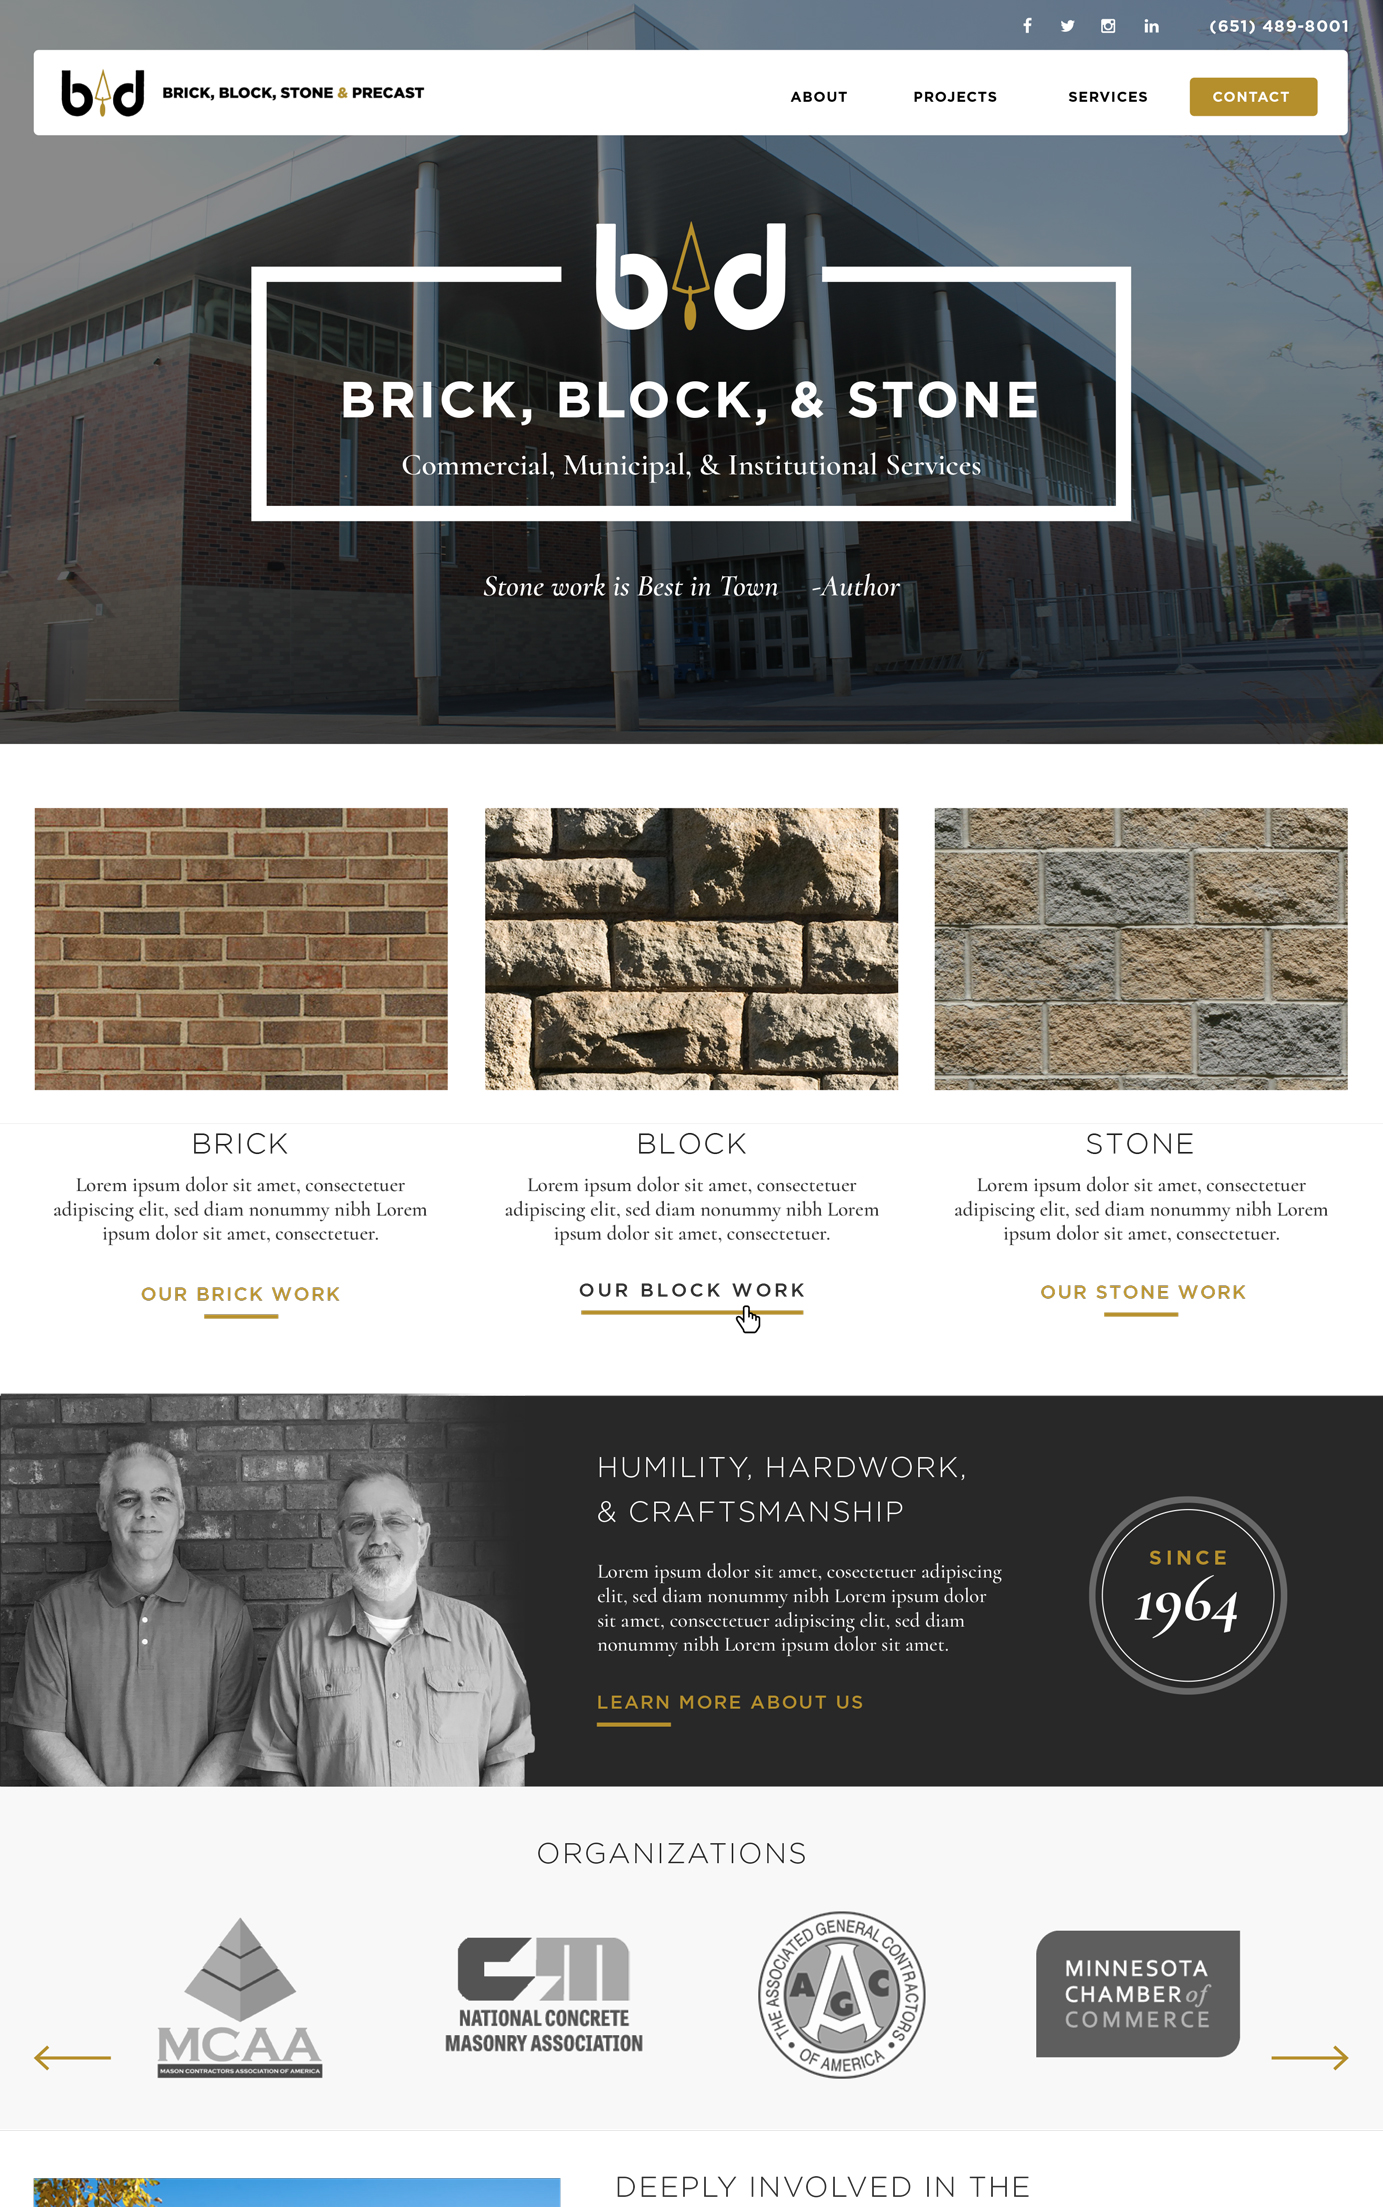 (651) 489-8001
bd
BRICK, BLOCK, STONE & PRECAST
ABOUT
PROJECTS
SERVICES
CONTACT
bd
BRICK, BLOCK, & STONE
Commercial, Municipal, & Institutional Services
Stone work is Best in Town -Author
BRICK
Lorem ipsum dolor sit amet, consectetuer
adipiscing elit, sed diam nonummy nibh Lorem
ipsum dolor sit amet, consectetuer.
OUR BRICK WORK
BLOCK
Lorem ipsum dolor sit amet, consectetuer
adipiscing elit, sed diam nonummy nibh Lorem
ipsum dolor sit amet, consectetuer.
OUR BLOCK WORK
STONE
Lorem ipsum dolor sit amet, consectetuer
adipiscing elit, sed diam nonummy nibh Lorem
ipsum dolor sit amet, consectetuer.
OUR STONE WORK
HUMILITY, HARDWORK,
& CRAFTSMANSHIP
Lorem ipsum dolor sit amet, cosectetuer adipiscing
elit, sed diam nonummy nibh Lorem ipsum dolor
sit amet, consectetuer adipiscing elit, sed diam
nonummy nibh Lorem ipsum dolor sit amet.
LEARN MORE ABOUT US
SINCE
1964
ORGANIZATIONS
MCAA
MASON CONTRACTORS ASSOCIATION OF AMERICA
NATIONAL CONCRETE
MASONRY ASSOCIATION
THE ASSOCIATED GENERAL CONTRACTORS
AGC
OF AMERICA
MINNESOTA
CHAMBER of
COMMERCE
DEEPLY INVOLVED IN THE